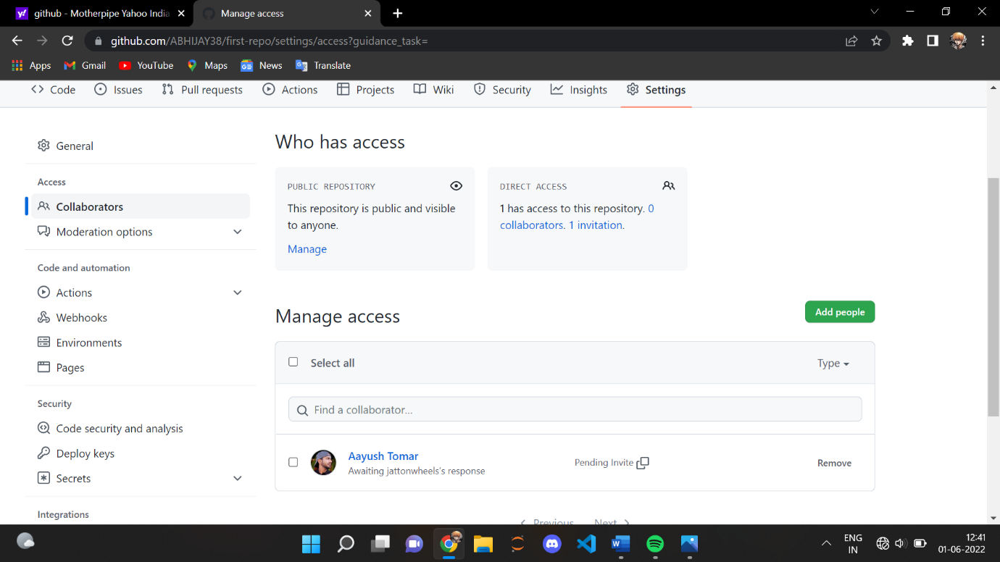 github - Motherpipe Yahoo India
Manage access
github.com/ABHIJAY38/first-repo/settings/access?guidance_task=
Apps
Gmail
YouTube
Maps
News
Translate
Code
Issues
Pull requests
Actions
Projects
Wiki
Security
Insights
Settings
General
Access
Collaborators
Moderation options
Code and automation
Actions
Webhooks
Environments
Pages
Security
Code security and analysis
Deploy keys
Secrets
Integrations
Who has access
PUBLIC REPOSITORY
This repository is public and visible
to anyone.
Manage
DIRECT ACCESS
1 has access to this repository. 0
collaborators. 1 invitation.
Manage access
Add people
Select all
Type
Find a collaborator...
Aayush Tomar
Awaiting jattonwheels's response
Pending Invite
Remove
Previous
Next
ENG
IN
12:41
01-06-2022